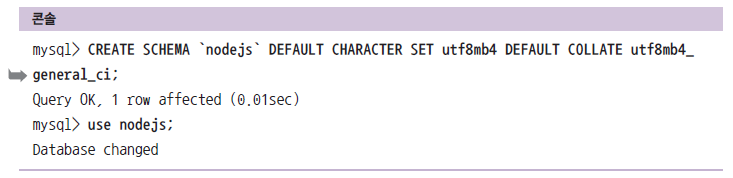 콘솔
mysql> CREATE SCHEMA `nodejs` DEFAULT CHARACTER SET utf8mb4 DEFAULT COLLATE utf8mb4_
general_ci;
Query OK, 1 row affected (0.01sec)
mysql> use nodejs;
Database changed